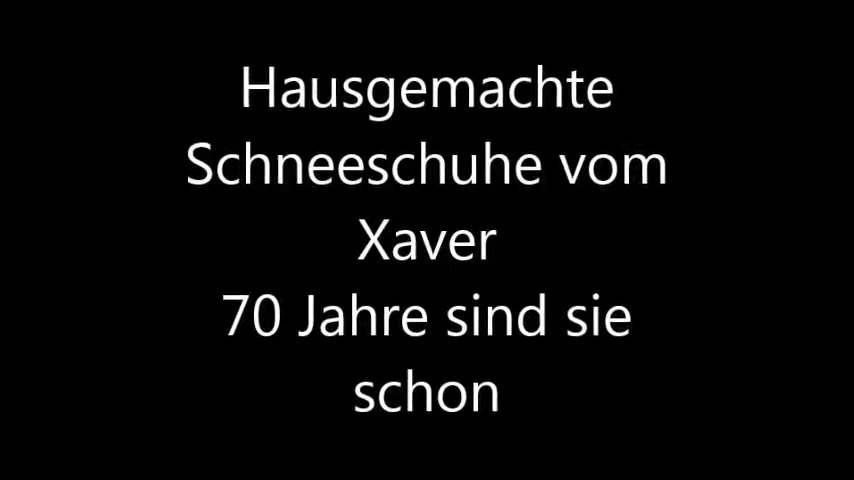 Hausgemachte
Schneeschuhe vom
Xaver
70 Jahre sind sie
schon